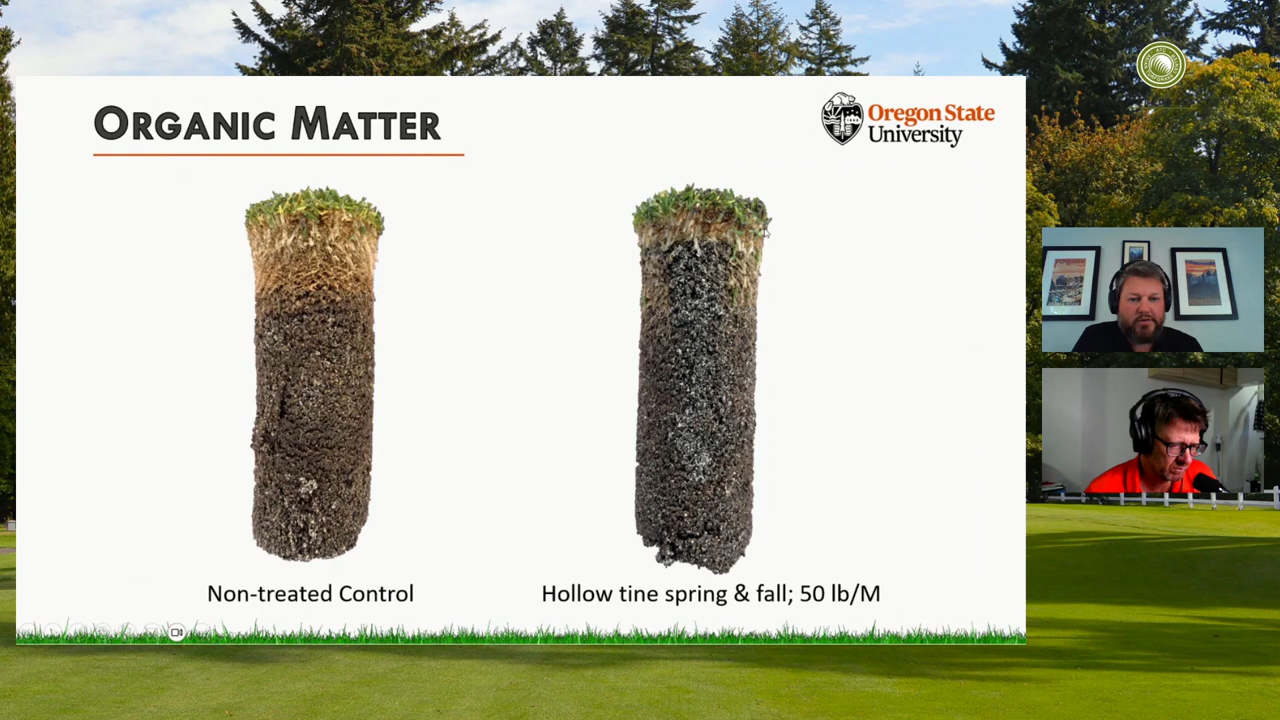 ORGANIC MATTER
Oregon State
University
Non-treated Control
Hollow tine spring & fall; 50 lb/M